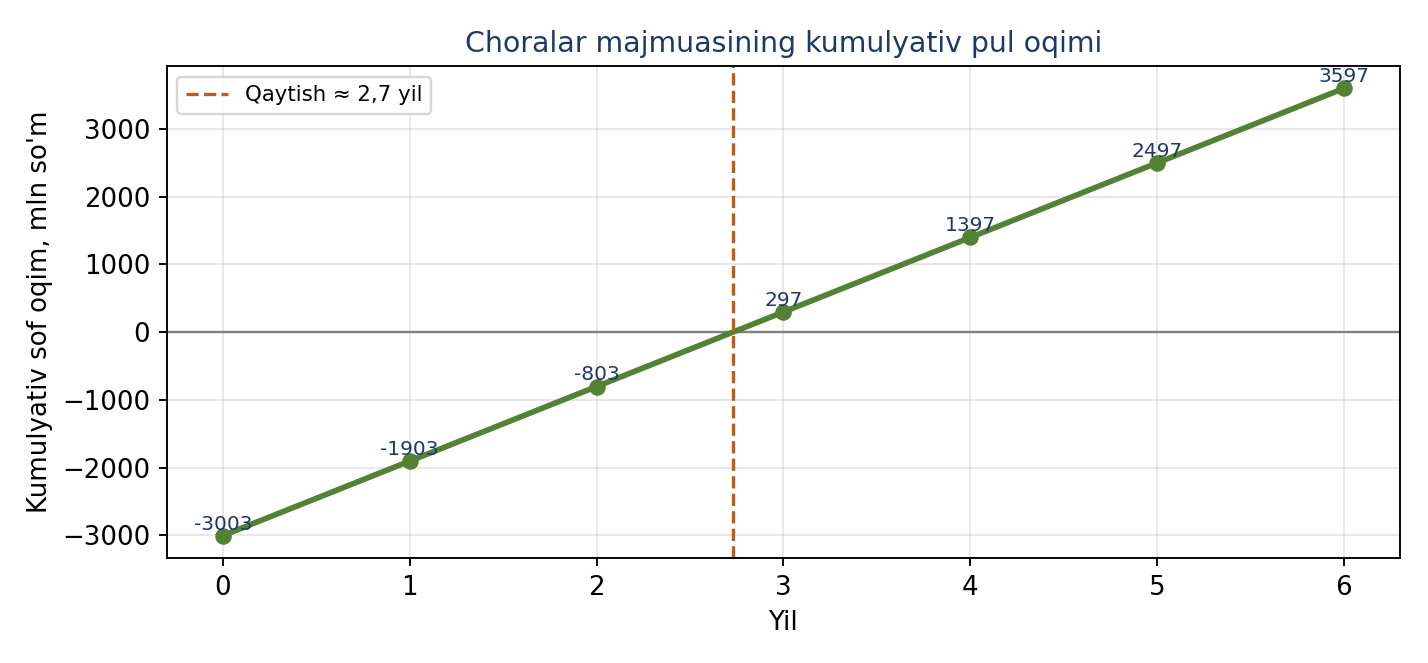 Choralar majmuasining kumulyativ pul oqimi
Qaytish ≈ 2,7 yil
Kumulyativ sof oqim, mln so'm
3000
2000
1000
0
−1000
−2000
−3000
-3003
-1903
-803
297
1397
2497
3597
0 1 2 3 4 5 6
Yil